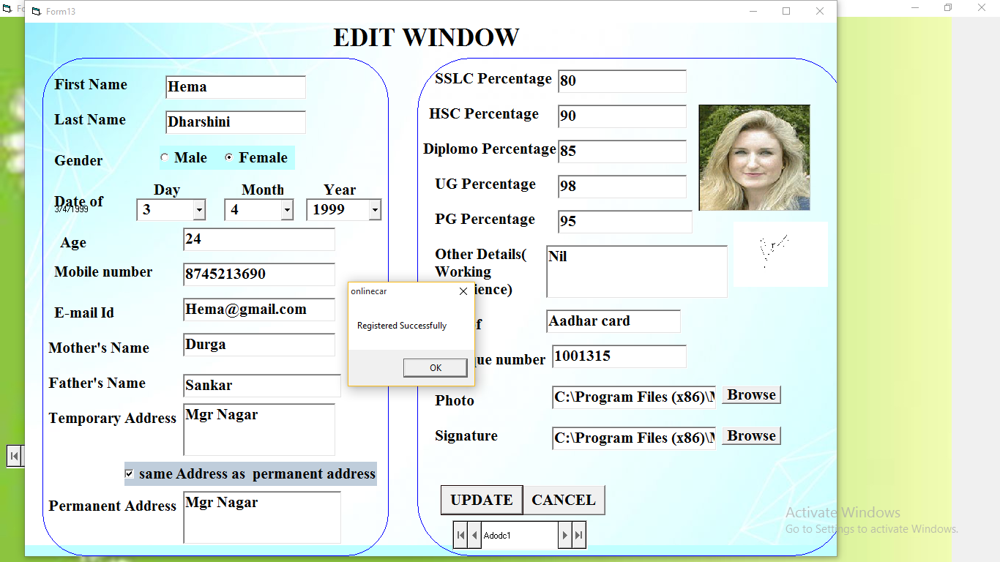 Form13
EDIT WINDOW
First Name
Hema
Last Name
Dharshini
Gender
Male
Female
Date of
3/4/1999
Day
Month
Year
3
4
1999
Age
24
Mobile number
8745213690
E-mail Id
Hema@gmail.com
Mother's Name
Durga
Father's Name
Sankar
Temporary Address
Mgr Nagar
same Address as permanent address
Permanent Address
Mgr Nagar
SSLC Percentage
80
HSC Percentage
90
Diplomo Percentage
85
UG Percentage
98
PG Percentage
95
Other Details(
Working
ience)
Nil
Aadhar card
ue number
1001315
Photo
C:\Program Files (x86)\
Browse
Signature
C:\Program Files (x86)\
Browse
UPDATE
CANCEL
Adodc1
onlinecar
Registered Successfully
OK
Activate Windows
Go to Settings to activate Windows.